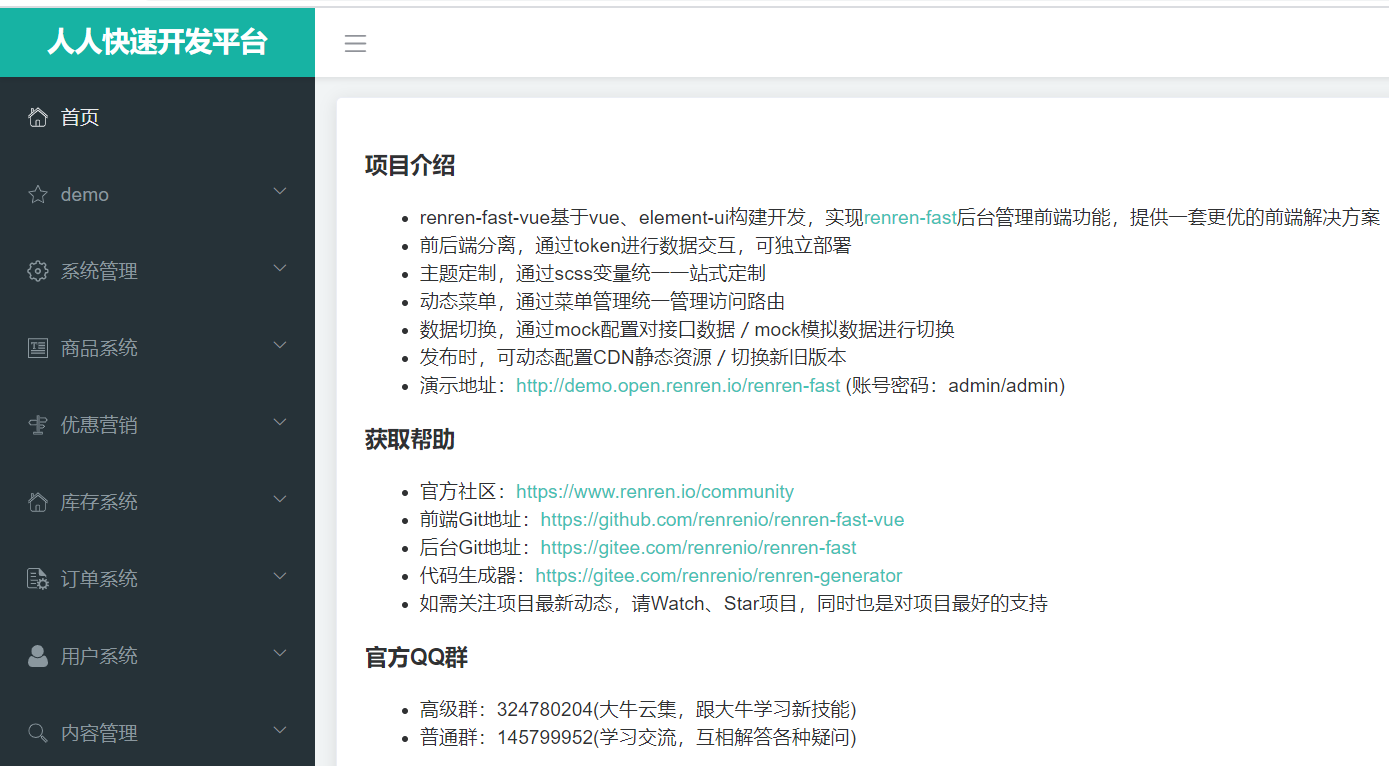 人人快速开发平台
首页
demo
系统管理
商品系统
优惠营销
库存系统
订单系统
用户系统
内容管理
项目介绍
renren-fast-vue基于vue、element-ui构建开发，实现renren-fast后台管理前端功能，提供一套更优的前端解决方案
前后端分离，通过token进行数据交互，可独立部署
主题定制，通过scss变量统一一站式定制
动态菜单，通过菜单管理统一管理访问路由
数据切换，通过mock配置对接口数据／mock模拟数据进行切换
发布时，可动态配置CDN静态资源／切换新旧版本
演示地址：http://demo.open.renren.io/renren-fast (账号密码：admin/admin)
获取帮助
官方社区：https://www.renren.io/community
前端Git地址：https://github.com/renrenio/renren-fast-vue
后台Git地址：https://gitee.com/renrenio/renren-fast
代码生成器：https://gitee.com/renrenio/renren-generator
如需关注项目最新动态，请Watch、Star项目，同时也是对项目最好的支持
官方QQ群
高级群：324780204(大牛云集，跟大牛学习新技能)
普通群：145799952(学习交流，互相解答各种疑问)